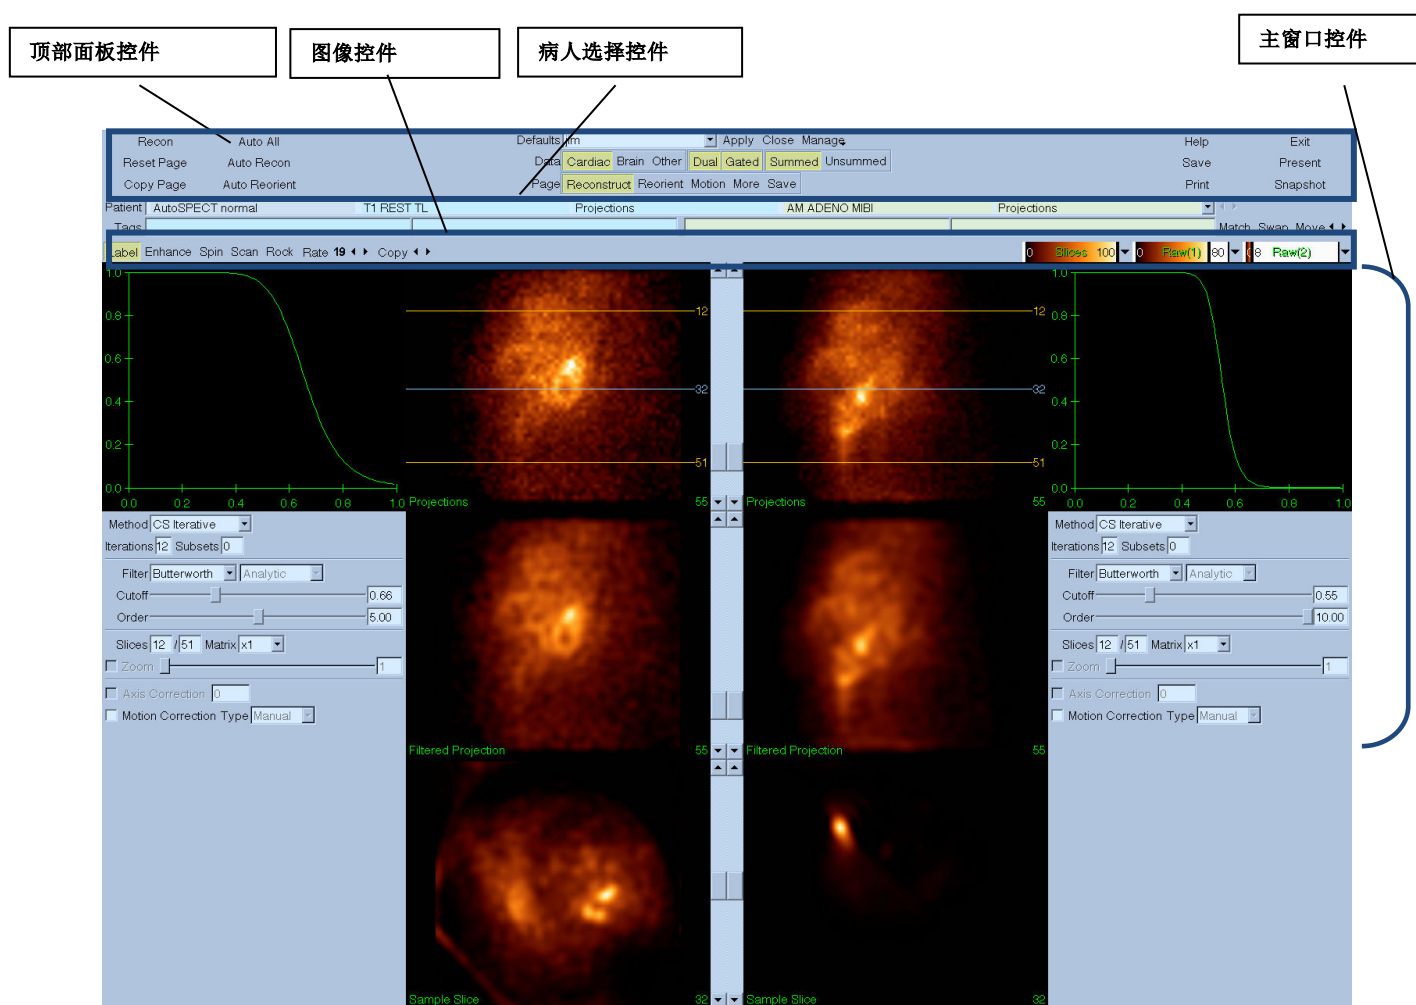 顶部面板控件
图像控件
病人选择控件
主窗口控件
Recon Auto All Defaults jm Apply Close Manage Help Exit
Reset Page Auto Recon Data Cardiac Brain Other Dual Gated Summed Unsummed Save Present
Copy Page Auto Reorient Page Reconstruct Reorient Motion More Save Print Snapshot
Patient AutoSPECT normal T1 REST TL Projections AM ADENO MIBI Projections
Tags Match Swap Move
Label Enhance Spin Scan Rock Rate 19 Copy 0 Slices 100 0 Raw(1) 80 Raw(2)
1.0
0.8
0.6
0.4
0.2
0.0
0.0 0.2 0.4 0.6 0.8 1.0
12
32
51
Projections 55
12
32
51
Projections 55
1.0
0.8
0.6
0.4
0.2
0.0
0.0 0.2 0.4 0.6 0.8 1.0
Method CS Iterative
Iterations 12 Subsets 0
Filter Butterworth Analytic
Cutoff 0.66
Order 5.00
Slices 12 / 51 Matrix x1
Zoom 1
Axis Correction 0
Motion Correction Type Manual
Filtered Projection 55
Filtered Projection 55
Method CS Iterative
Iterations 12 Subsets 0
Filter Butterworth Analytic
Cutoff 0.55
Order 10.00
Slices 12 / 51 Matrix x1
Zoom 1
Axis Correction 0
Motion Correction Type Manual
Sample Slice 32
Sample Slice 32